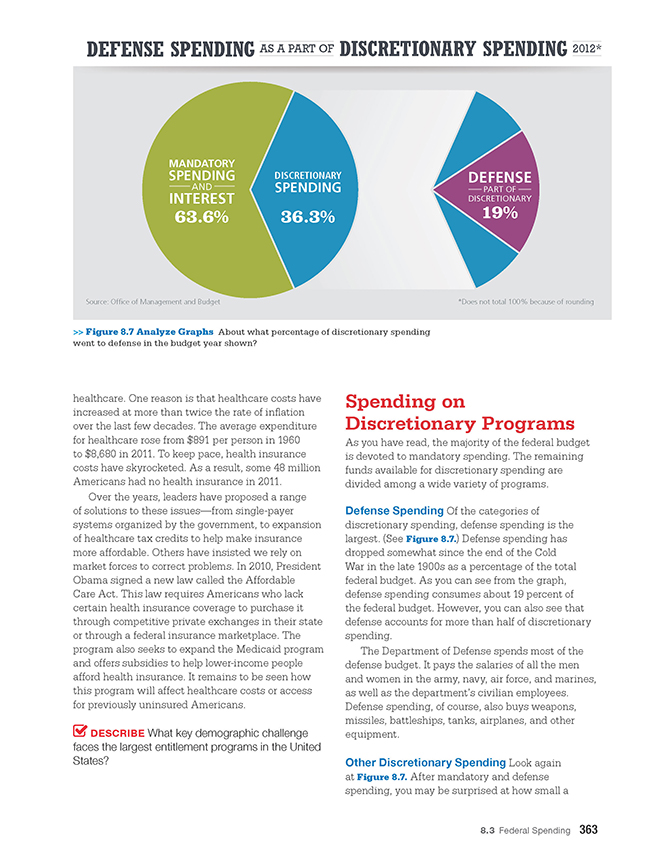 DEFENSE SPENDING AS A PART OF DISCRETIONARY SPENDING 2012*
MANDATORY
SPENDING
AND
INTEREST
63.6%
DISCRETIONARY
SPENDING
36.3%
DEFENSE
PART OF
DISCRETIONARY
19%
Source: Office of Management and Budget
*Does not total 100% because of rounding
>> Figure 8.7 Analyze Graphs About what percentage of discretionary spending
went to defense in the budget year shown?
healthcare. One reason is that healthcare costs have
increased at more than twice the rate of inflation
over the last few decades. The average expenditure
for healthcare rose from $891 per person in 1960
to $8,680 in 2011. To keep pace, health insurance
costs have skyrocketed. As a result, some 48 million
Americans had no health insurance in 2011.
Over the years, leaders have proposed a range
of solutions to these issues—from single-payer
systems organized by the government, to expansion
of healthcare tax credits to help make insurance
more affordable. Others have insisted we rely on
market forces to correct problems. In 2010, President
Obama signed a new law called the Affordable
Care Act. This law requires Americans who lack
certain health insurance coverage to purchase it
through competitive private exchanges in their state
or through a federal insurance marketplace. The
program also seeks to expand the Medicaid program
and offers subsidies to help lower-income people
afford health insurance. It remains to be seen how
this program will affect healthcare costs or access
for previously uninsured Americans.
DESCRIBE What key demographic challenge
faces the largest entitlement programs in the United
States?
Spending on
Discretionary Programs
As you have read, the majority of the federal budget
is devoted to mandatory spending. The remaining
funds available for discretionary spending are
divided among a wide variety of programs.
Defense Spending Of the categories of
discretionary spending, defense spending is the
largest. (See Figure 8.7.) Defense spending has
dropped somewhat since the end of the Cold
War in the late 1900s as a percentage of the total
federal budget. As you can see from the graph,
defense spending consumes about 19 percent of
the federal budget. However, you can also see that
defense accounts for more than half of discretionary
spending.
The Department of Defense spends most of the
defense budget. It pays the salaries of all the men
and women in the army, navy, air force, and marines,
as well as the department's civilian employees.
Defense spending, of course, also buys weapons,
missiles, battleships, tanks, airplanes, and other
equipment.
Other Discretionary Spending Look again
at Figure 8.7. After mandatory and defense
spending, you may be surprised at how small a
8.3 Federal Spending 363